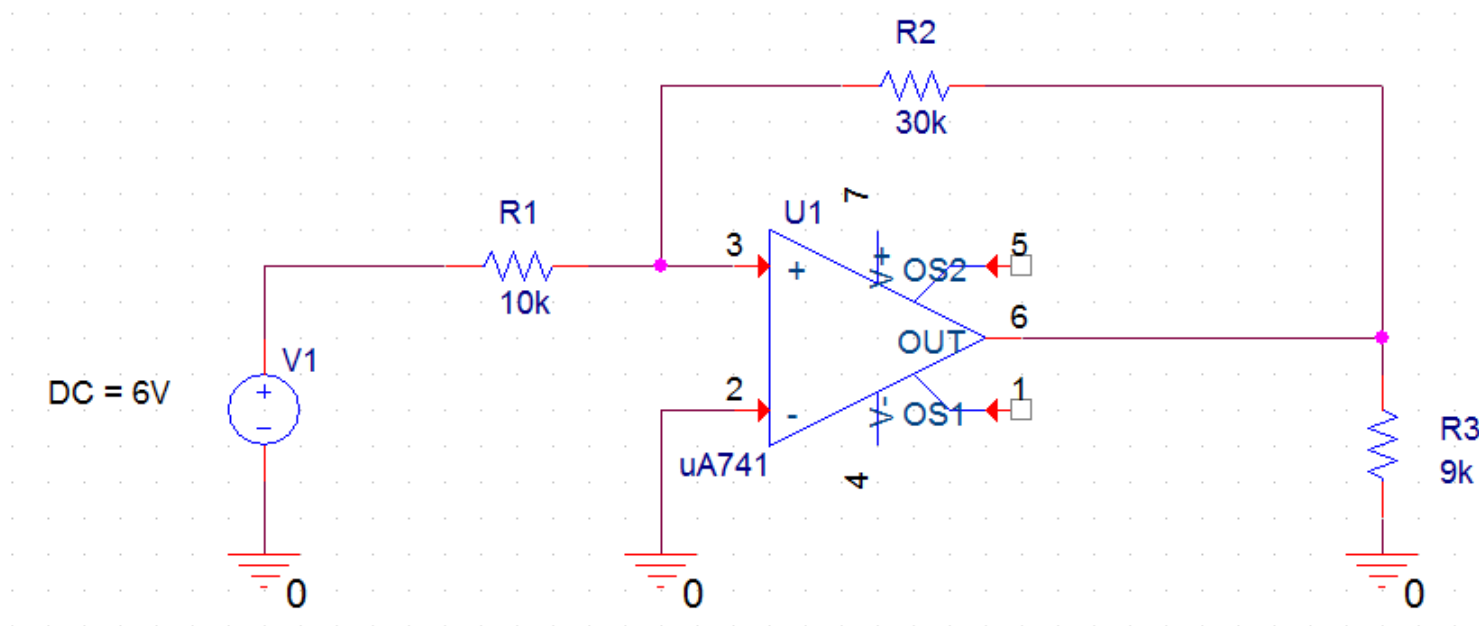 R2
30k
R1
10k
U1
7
3
+
V+
OS2
5
OUT
6
V1
DC = 6V
+
−
2
-
V-
OS1
1
uA741
4
R3
9k
0
0
0